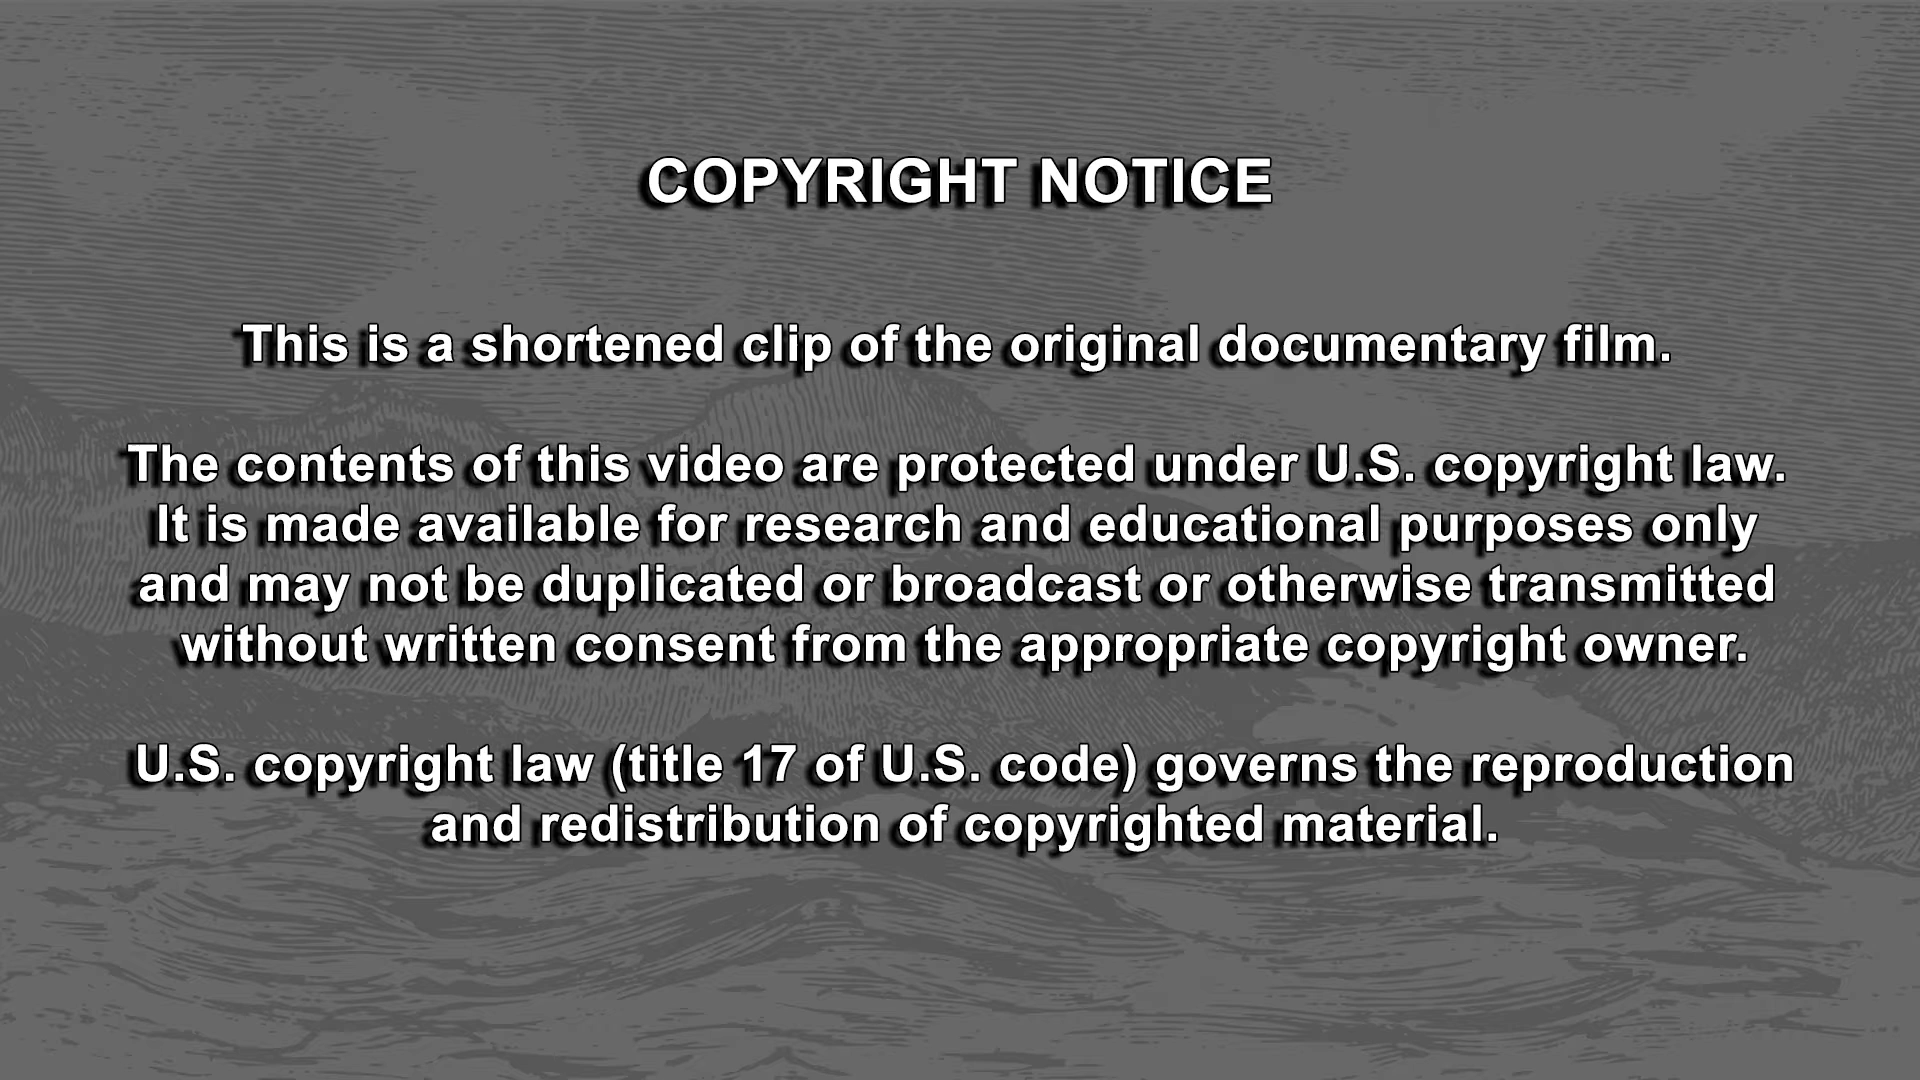 COPYRIGHT NOTICE
This is a shortened clip of the original documentary film.
The contents of this video are protected under U.S. copyright law.
It is made available for research and educational purposes only
and may not be duplicated or broadcast or otherwise transmitted
without written consent from the appropriate copyright owner.
U.S. copyright law (title 17 of U.S. code) governs the reproduction
and redistribution of copyrighted material.